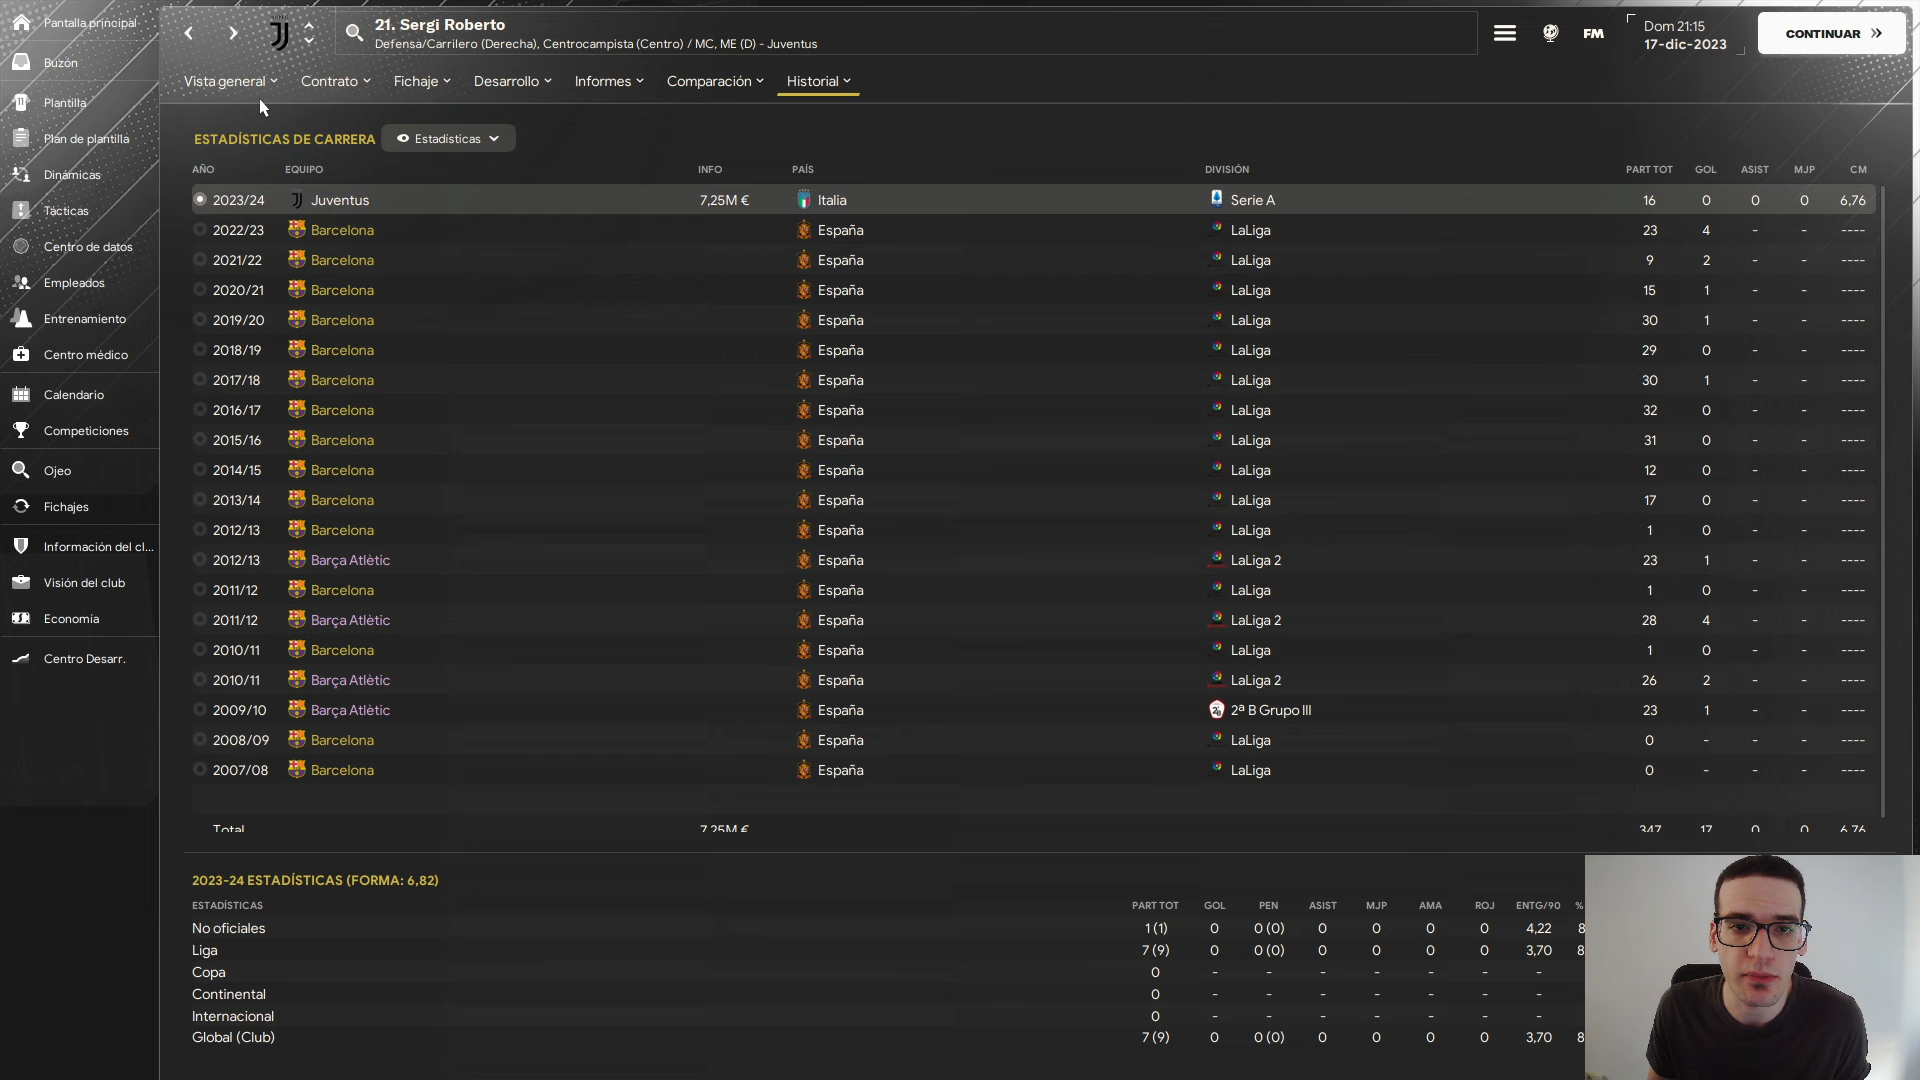 Pantalla principal
Buzón
Plantilla
Plan de plantilla
Dinámicas
Tácticas
Centro de datos
Empleados
Entrenamiento
Centro médico
Calendario
Competiciones
Ojeo
Fichajes
Información del cl...
Visión del club
Economía
Centro Desarr.
21. Sergi Roberto
Defensa/Carrilero (Derecha), Centrocampista (Centro) / MC, ME (D) - Juventus
FM
Dom 21:15
17-dic-2023
CONTINUAR
Vista general Contrato Fichaje Desarrollo Informes Comparación Historial
ESTADÍSTICAS DE CARRERA Estadísticas
AÑO EQUIPO INFO PAÍS DIVISIÓN PART TOT GOL ASIST MJP CM
2023/24 Juventus 7,25M € Italia Serie A 16 0 0 0 6,76
2022/23 Barcelona España LaLiga 23 4 - - ----
2021/22 Barcelona España LaLiga 9 2 - - ----
2020/21 Barcelona España LaLiga 15 1 - - ----
2019/20 Barcelona España LaLiga 30 1 - - ----
2018/19 Barcelona España LaLiga 29 0 - - ----
2017/18 Barcelona España LaLiga 30 1 - - ----
2016/17 Barcelona España LaLiga 32 0 - - ----
2015/16 Barcelona España LaLiga 31 0 - - ----
2014/15 Barcelona España LaLiga 12 0 - - ----
2013/14 Barcelona España LaLiga 17 0 - - ----
2012/13 Barcelona España LaLiga 1 0 - - ----
2012/13 Barça Atlètic España LaLiga 2 23 1 - - ----
2011/12 Barcelona España LaLiga 1 0 - - ----
2011/12 Barça Atlètic España LaLiga 2 28 4 - - ----
2010/11 Barcelona España LaLiga 1 0 - - ----
2010/11 Barça Atlètic España LaLiga 2 26 2 - - ----
2009/10 Barça Atlètic España 2ª B Grupo III 23 1 - - ----
2008/09 Barcelona España LaLiga 0 - - - ----
2007/08 Barcelona España LaLiga 0 - - - ----
Total 7,25M € 347 17 0 0 6,76
2023-24 ESTADÍSTICAS (FORMA: 6,82)
ESTADÍSTICAS PART TOT GOL PEN ASIST MJP AMA ROJ ENTG/90 %
No oficiales 1 (1) 0 0 (0) 0 0 0 0 4,22 8
Liga 7 (9) 0 0 (0) 0 0 0 0 3,70 8
Copa 0 - - - - - - -
Continental 0 - - - - - - -
Internacional 0 - - - - - - -
Global (Club) 7 (9) 0 0 (0) 0 0 0 0 3,70 8